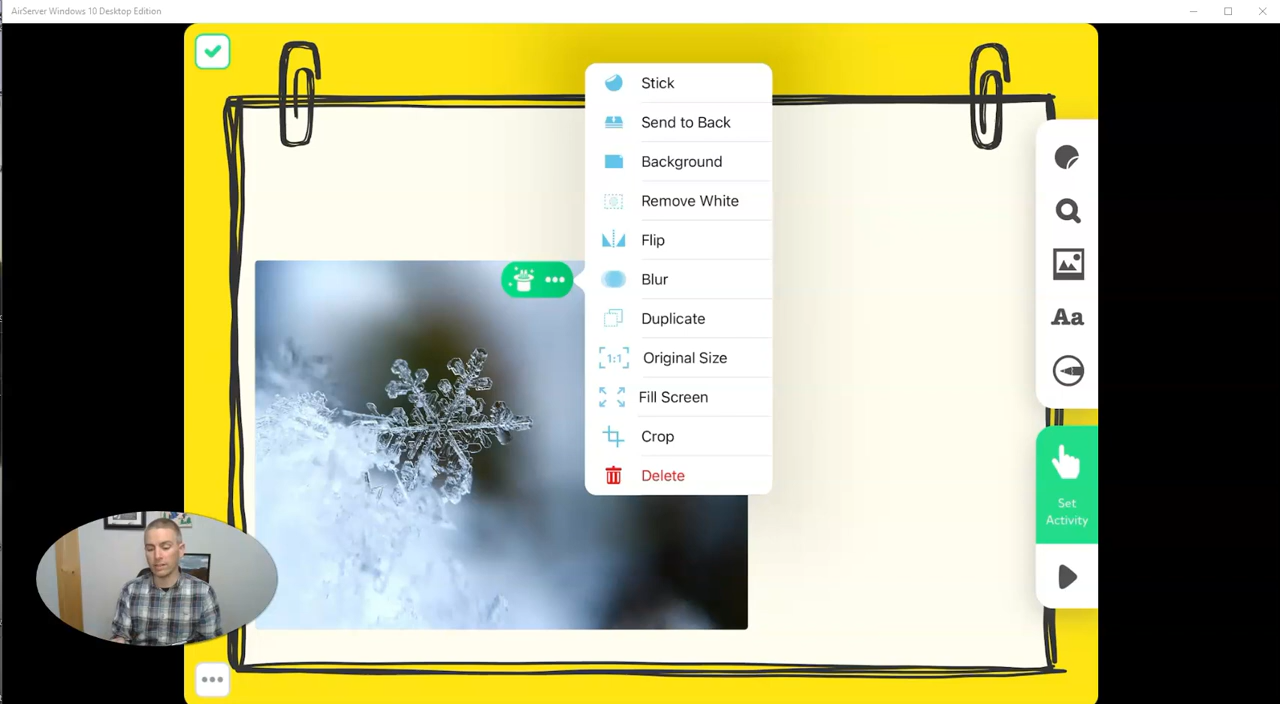 AirServer Windows 10 Desktop Edition
Stick
Send to Back
Background
Remove White
Flip
Blur
Duplicate
1:1 Original Size
Fill Screen
Crop
Delete
Aa
Set
Activity